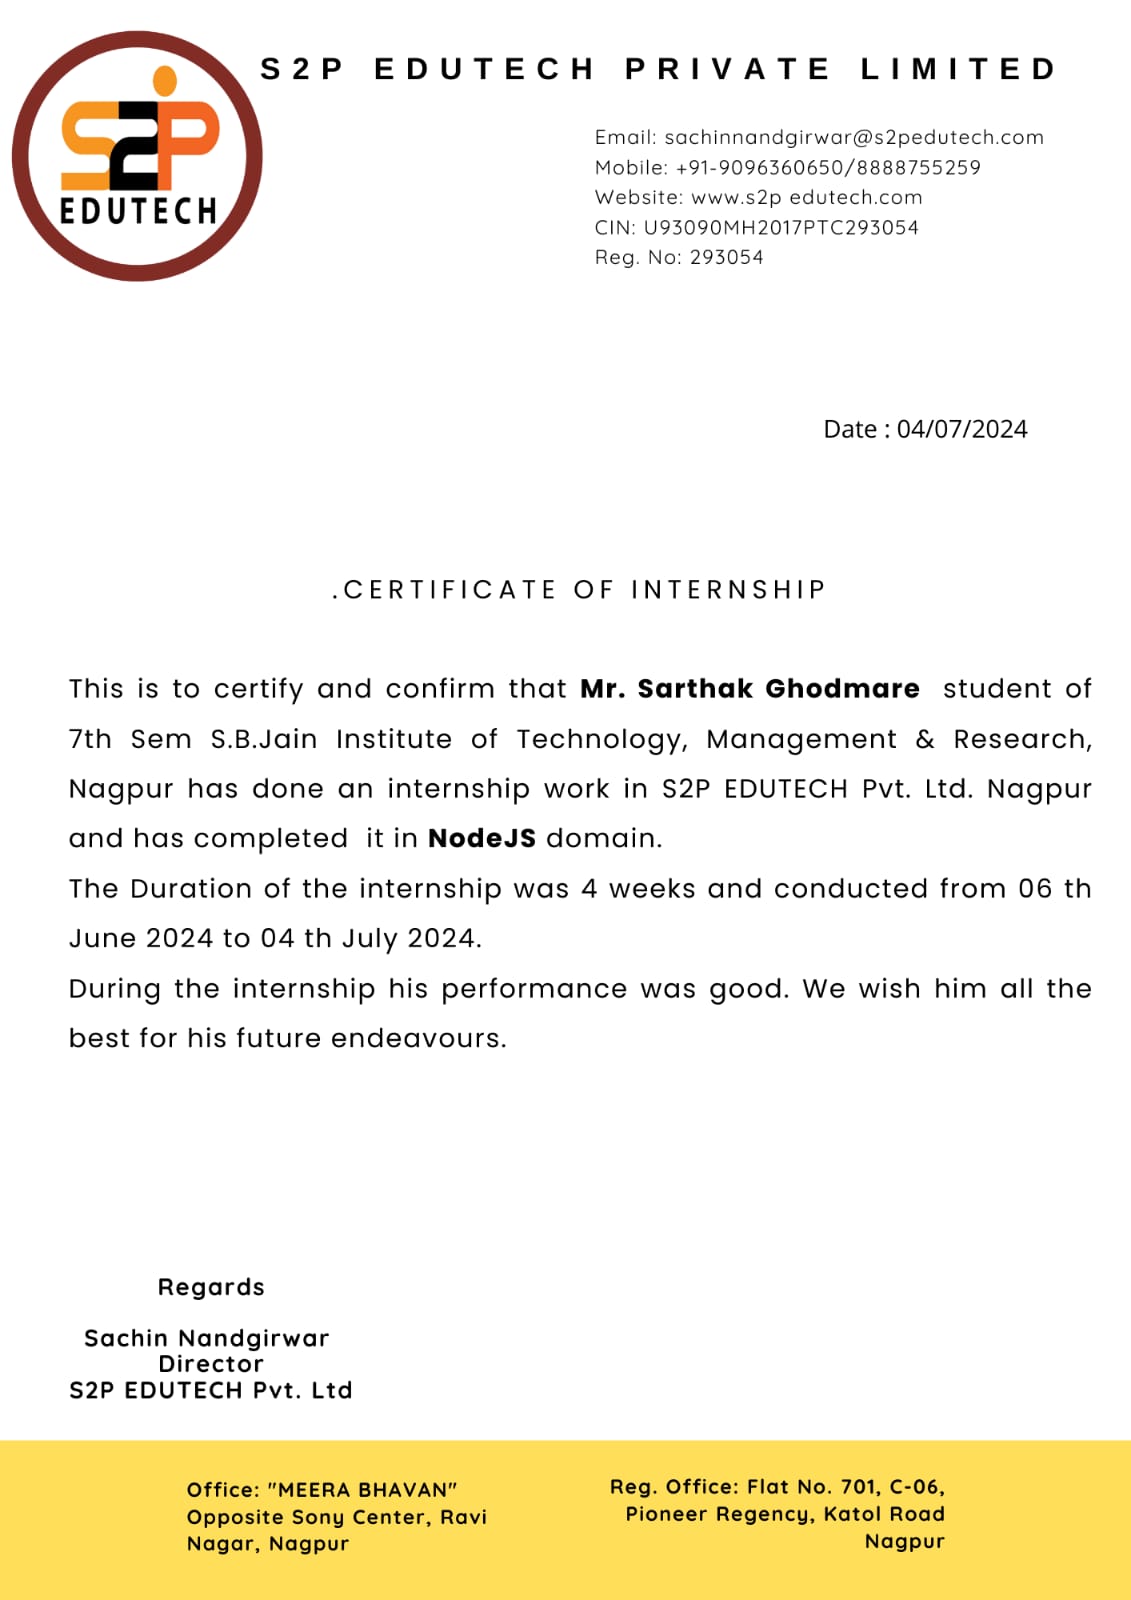 S2P EDUTECH PRIVATE LIMITED
S2P
EDUTECH
Email: sachinnandgirwar@s2pedutech.com
Mobile: +91-9096360650/8888755259
Website: www.s2p edutech.com
CIN: U93090MH2017PTC293054
Reg. No: 293054
Date : 04/07/2024
.CERTIFICATE OF INTERNSHIP
This is to certify and confirm that Mr. Sarthak Ghodmare student of
7th Sem S.B.Jain Institute of Technology, Management & Research,
Nagpur has done an internship work in S2P EDUTECH Pvt. Ltd. Nagpur
and has completed it in NodeJS domain.
The Duration of the internship was 4 weeks and conducted from 06 th
June 2024 to 04 th July 2024.
During the internship his performance was good. We wish him all the
best for his future endeavours.
Regards
Sachin Nandgirwar
Director
S2P EDUTECH Pvt. Ltd
Office: "MEERA BHAVAN"
Opposite Sony Center, Ravi
Nagar, Nagpur
Reg. Office: Flat No. 701, C-06,
Pioneer Regency, Katol Road
Nagpur